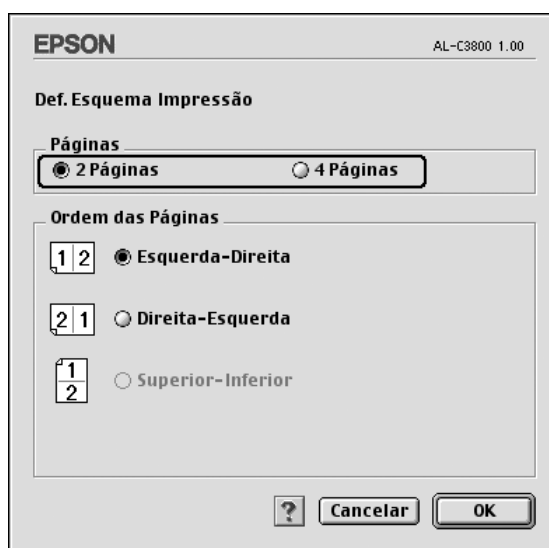 EPSON AL-C3800 1.00
Def. Esquema Impressão
Páginas
2 Páginas 4 Páginas
Ordem das Páginas
1 2 Esquerda-Direita
2 1 Direita-Esquerda
1
2 Superior-Inferior
? Cancelar OK